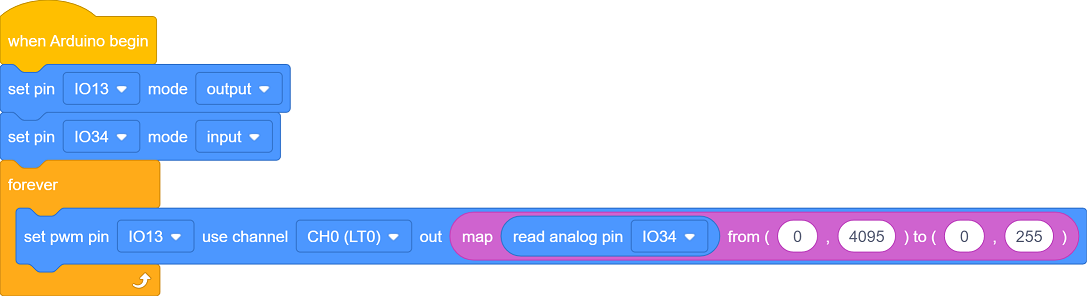 when Arduino begin
set pin IO13 mode output
set pin IO34 mode input
forever
set pwm pin IO13 use channel CH0 (LT0) out map read analog pin IO34 from ( 0 , 4095 ) to ( 0 , 255 )